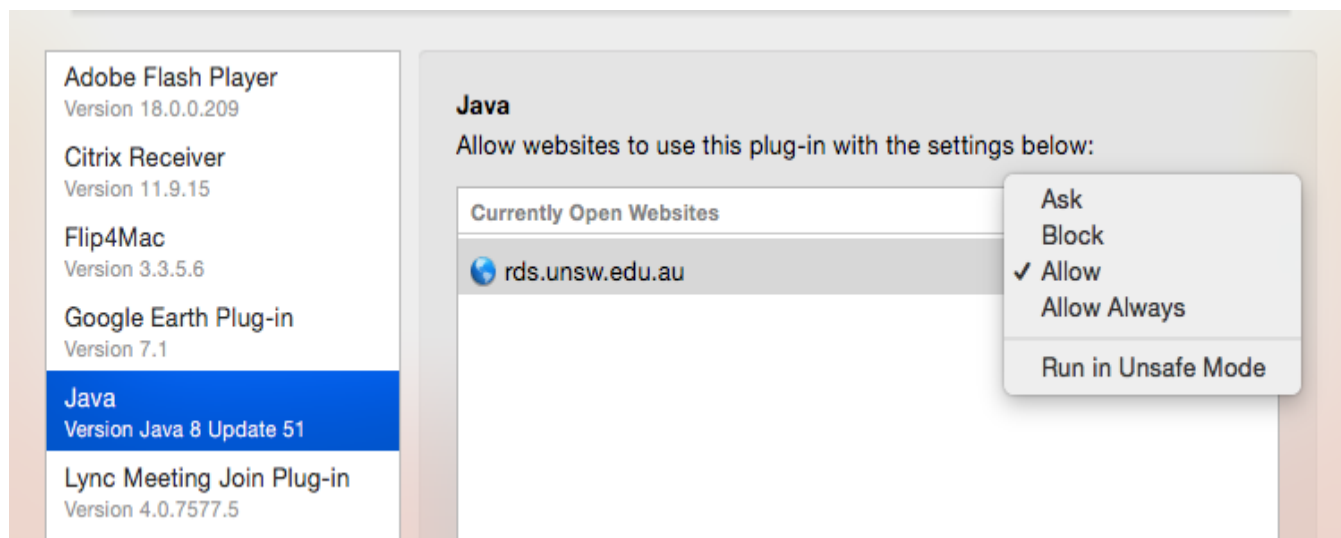 Adobe Flash Player
Version 18.0.0.209
Citrix Receiver
Version 11.9.15
Flip4Mac
Version 3.3.5.6
Google Earth Plug-in
Version 7.1
Java
Version Java 8 Update 51
Lync Meeting Join Plug-in
Version 4.0.7577.5
Java
Allow websites to use this plug-in with the settings below:
Currently Open Websites
rds.unsw.edu.au
Ask
Block
✓ Allow
Allow Always
Run in Unsafe Mode